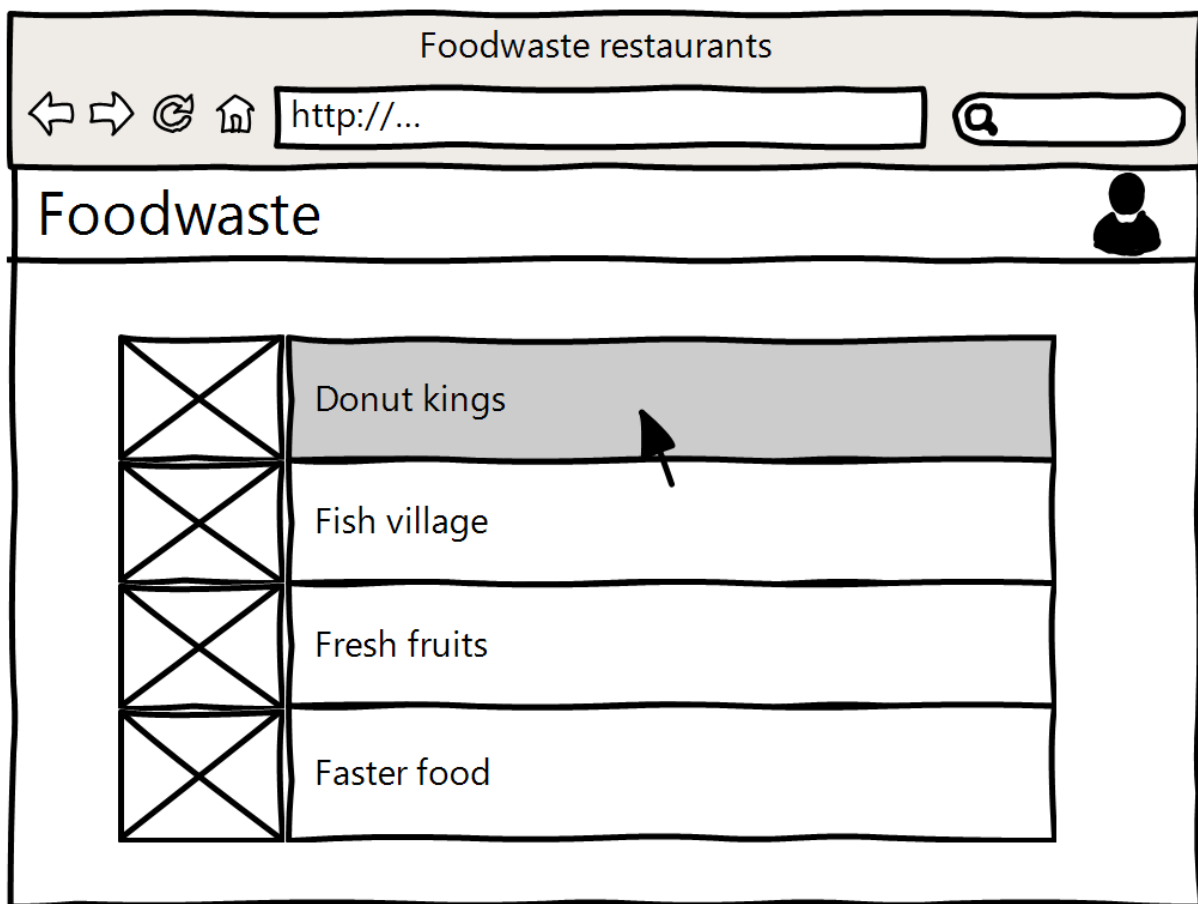 Foodwaste restaurants
http://...
Foodwaste
Donut kings
Fish village
Fresh fruits
Faster food